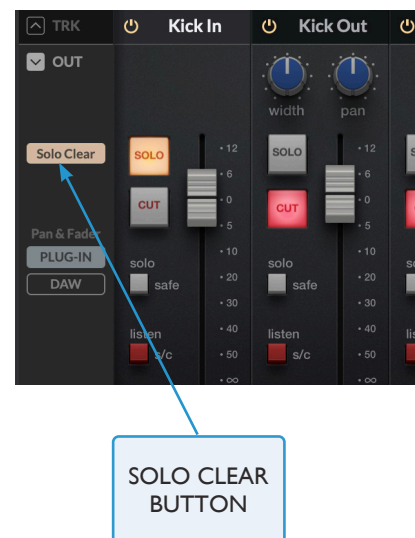 TRK
Kick In
Kick Out
OUT
width
pan
Solo Clear
SOLO
CUT
12
6
0
5
10
20
30
40
50
∞
SOLO
CUT
12
6
0
5
10
20
30
40
50
∞
Pan & Fader
PLUG-IN
DAW
solo
safe
listen
s/c
solo
safe
listen
s/c
SOLO CLEAR
BUTTON